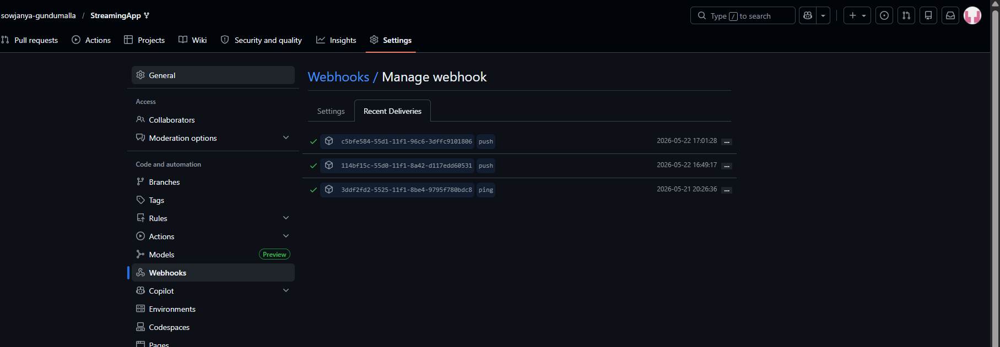 sowjanya-gundumalla / StreamingApp
Type / to search
Pull requests Actions Projects Wiki Security and quality Insights Settings
General
Access
Collaborators
Moderation options
Code and automation
Branches
Tags
Rules
Actions
Models Preview
Webhooks
Copilot
Environments
Codespaces
Pages
Webhooks / Manage webhook
Settings Recent Deliveries
c5bfe584-55d1-11f1-96c6-3dffc9101806 push 2026-05-22 17:01:28 ...
114bf15c-55d0-11f1-8a42-d117edd60531 push 2026-05-22 16:49:17 ...
3ddf2fd2-5525-11f1-8be4-9795f780bdc8 ping 2026-05-21 20:26:36 ...